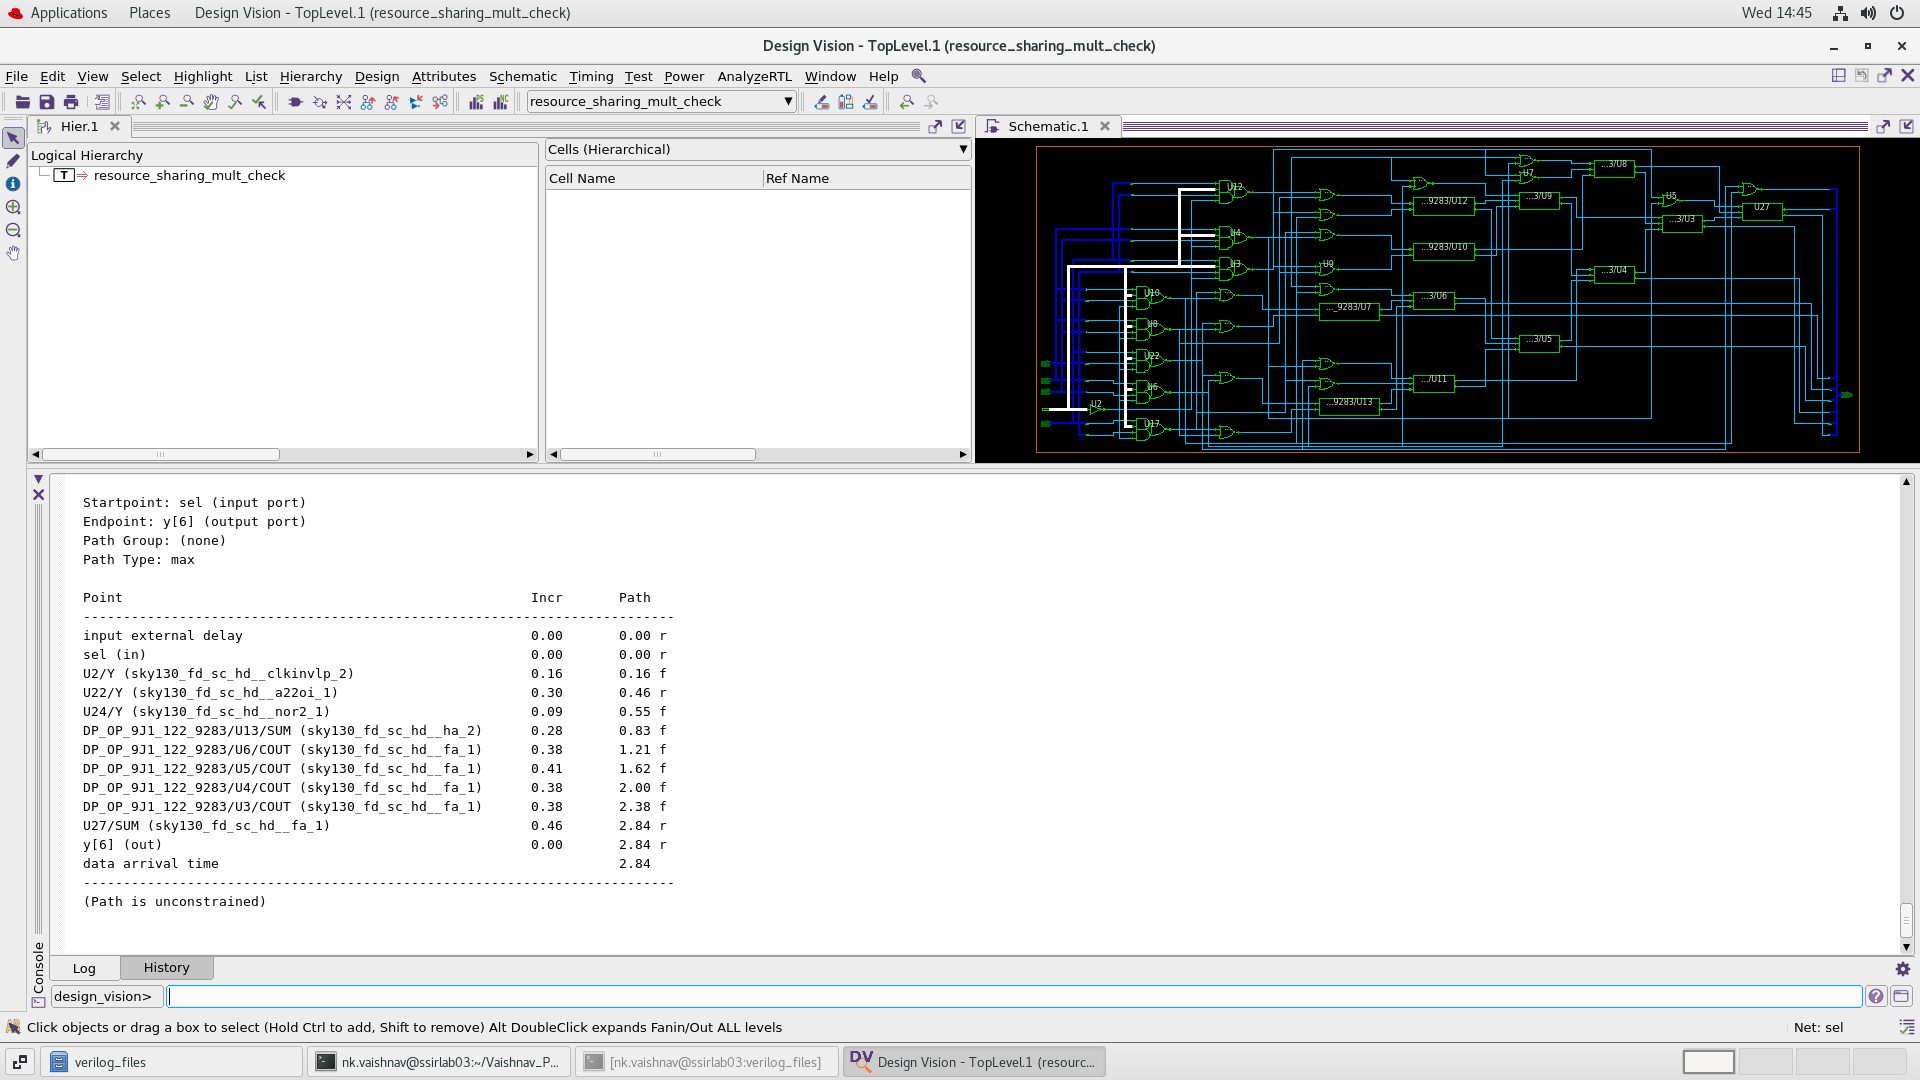 Applications Places Design Vision - TopLevel.1 (resource_sharing_mult_check) Wed 14:45
Design Vision - TopLevel.1 (resource_sharing_mult_check)
File Edit View Select Highlight List Hierarchy Design Attributes Schematic Timing Test Power AnalyzeRTL Window Help
resource_sharing_mult_check
Hier.1
Schematic.1
Logical Hierarchy
T resource_sharing_mult_check
Cells (Hierarchical)
Cell Name Ref Name
U12
U4
U3
U10
U8
U22
U6
U2
U17
U9
..._9283/U7
...9283/U13
...9283/U12
...9283/U10
...3/U6
.../U11
U7
...3/U9
...3/U5
...3/U8
...3/U4
U5
...3/U3
U27
Startpoint: sel (input port)
Endpoint: y[6] (output port)
Path Group: (none)
Path Type: max
Point Incr Path
---------------------------------------------------------------------------
input external delay 0.00 0.00 r
sel (in) 0.00 0.00 r
U2/Y (sky130_fd_sc_hd__clkinvlp_2) 0.16 0.16 f
U22/Y (sky130_fd_sc_hd__a22oi_1) 0.30 0.46 r
U24/Y (sky130_fd_sc_hd__nor2_1) 0.09 0.55 f
DP_OP_9J1_122_9283/U13/SUM (sky130_fd_sc_hd__ha_2) 0.28 0.83 f
DP_OP_9J1_122_9283/U6/COUT (sky130_fd_sc_hd__fa_1) 0.38 1.21 f
DP_OP_9J1_122_9283/U5/COUT (sky130_fd_sc_hd__fa_1) 0.41 1.62 f
DP_OP_9J1_122_9283/U4/COUT (sky130_fd_sc_hd__fa_1) 0.38 2.00 f
DP_OP_9J1_122_9283/U3/COUT (sky130_fd_sc_hd__fa_1) 0.38 2.38 f
U27/SUM (sky130_fd_sc_hd__fa_1) 0.46 2.84 r
y[6] (out) 0.00 2.84 r
data arrival time 2.84
---------------------------------------------------------------------------
(Path is unconstrained)
Console
Log History
design_vision>
Click objects or drag a box to select (Hold Ctrl to add, Shift to remove) Alt DoubleClick expands Fanin/Out ALL levels Net: sel
verilog_files nk.vaishnav@ssirlab03:~/Vaishnav_P... [nk.vaishnav@ssirlab03:verilog_files] Design Vision - TopLevel.1 (resourc...